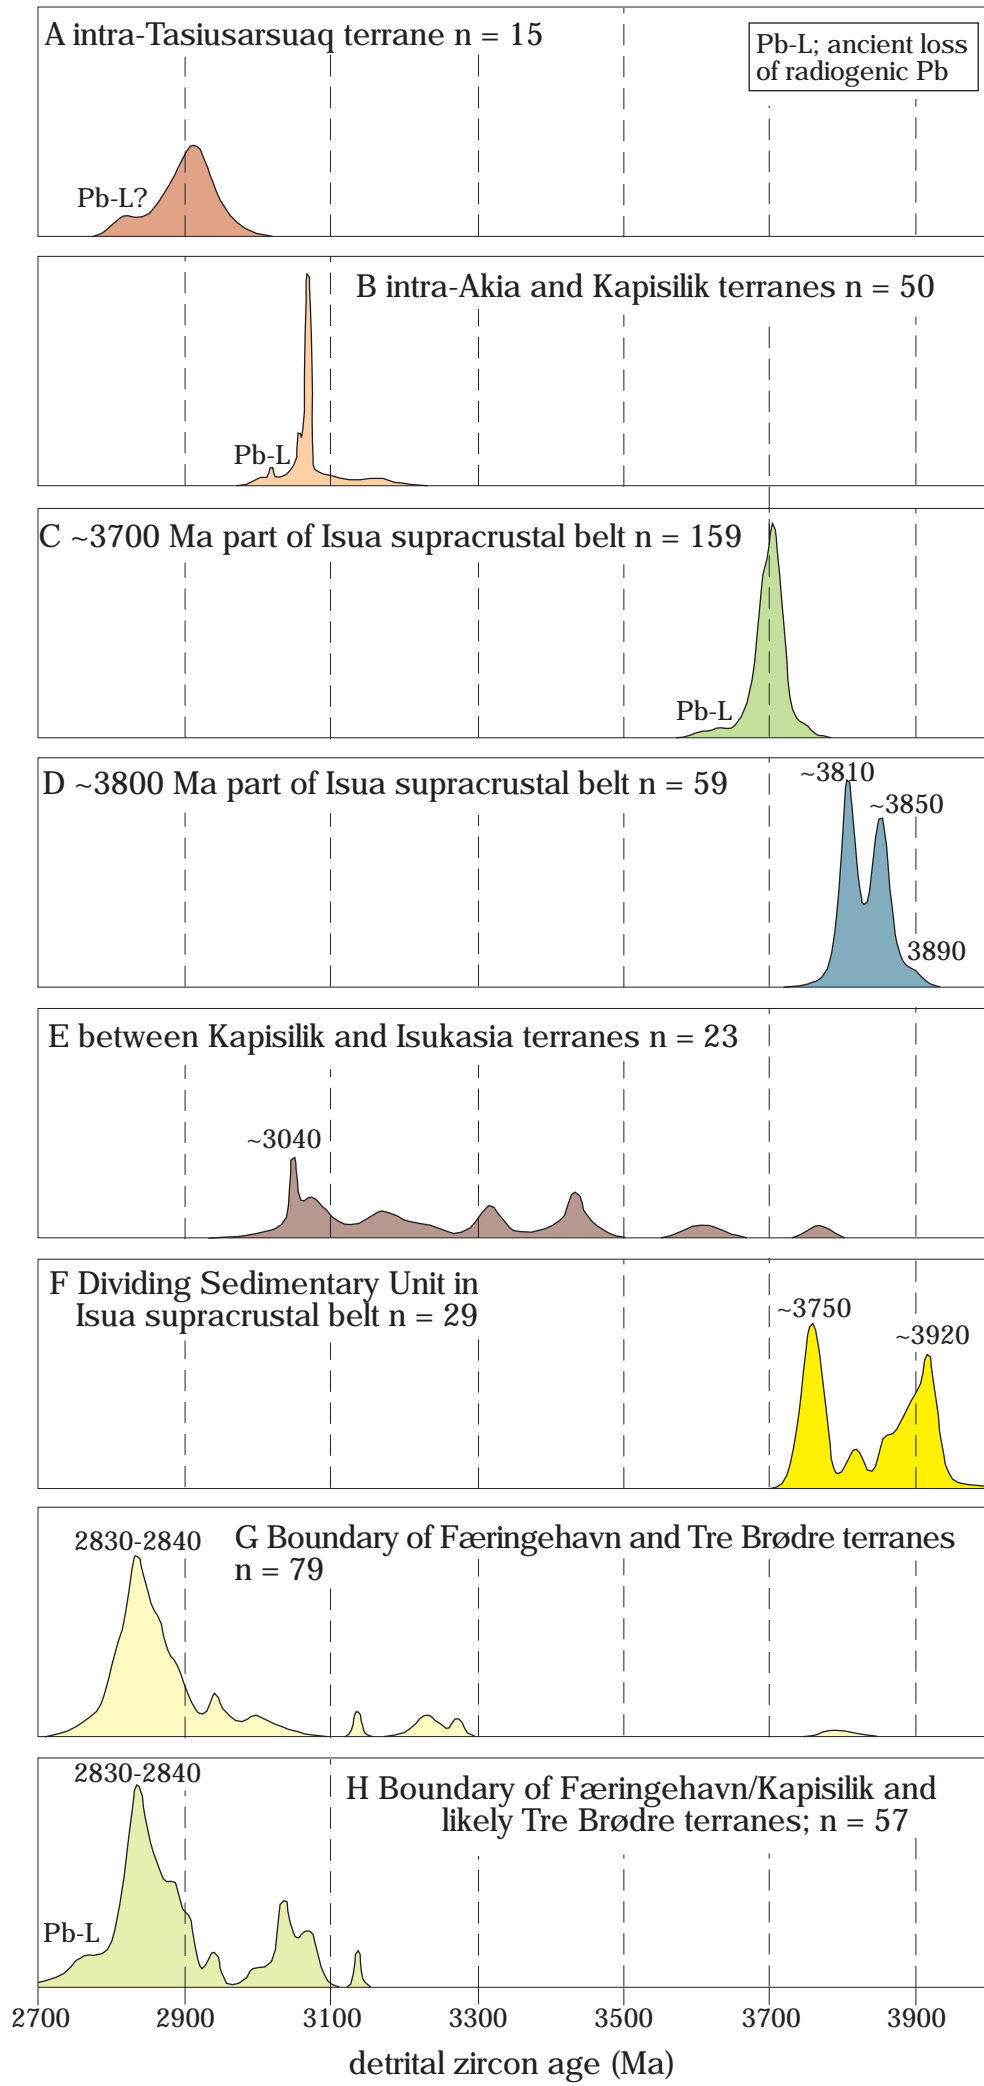 A intra-Tasiusarsuaq terrane n = 15
Pb-L; ancient loss
of radiogenic Pb
Pb-L?
B intra-Akia and Kapisilik terranes n = 50
Pb-L
C ~3700 Ma part of Isua supracrustal belt n = 159
Pb-L
D ~3800 Ma part of Isua supracrustal belt n = 59
~3810
~3850
3890
E between Kapisilik and Isukasia terranes n = 23
~3040
F Dividing Sedimentary Unit in
Isua supracrustal belt n = 29
~3750
~3920
2830-2840
G Boundary of Færingehavn and Tre Brødre terranes
n = 79
2830-2840
H Boundary of Færingehavn/Kapisilik and
likely Tre Brødre terranes; n = 57
Pb-L
2700 2900 3100 3300 3500 3700 3900
detrital zircon age (Ma)